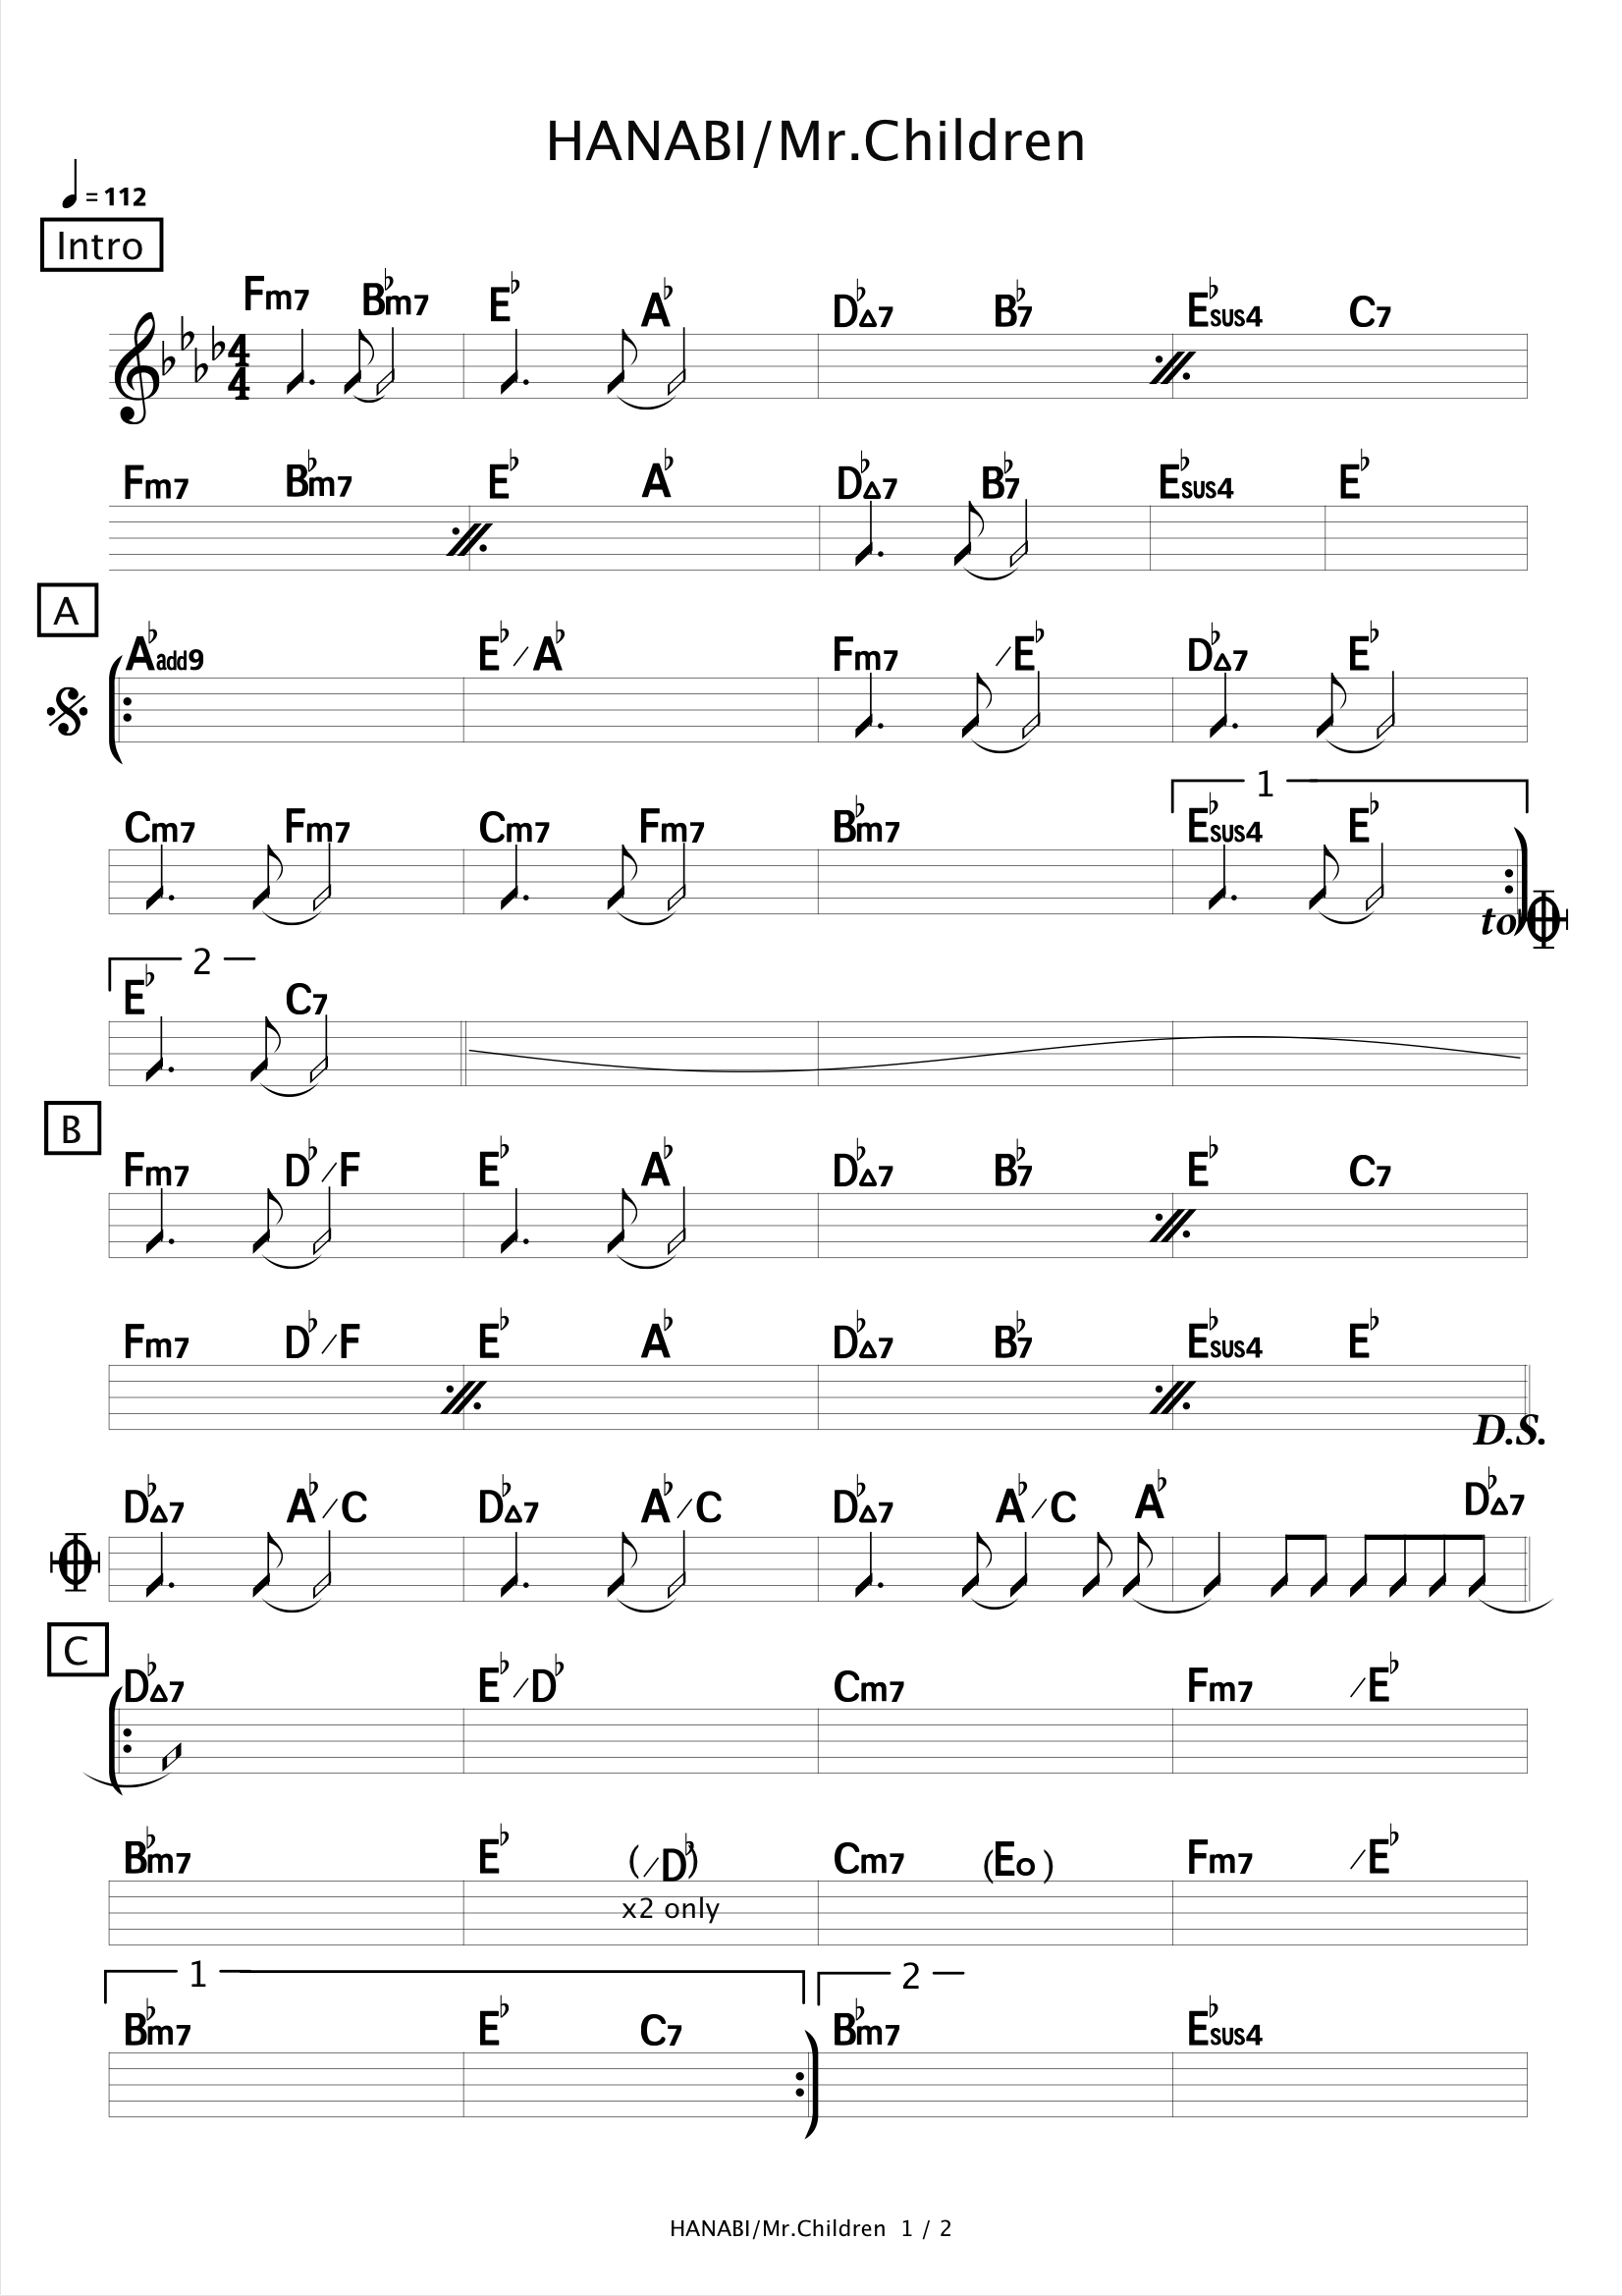 HANABI/Mr.Children
♩ = 112
Intro
Fm7 B♭m7 E♭ A♭ D♭△7 B♭7 E♭sus4 C7
4
4
Fm7 B♭m7 E♭ A♭ D♭△7 B♭7 E♭sus4 E♭
A
A♭add9 E♭/A♭ Fm7 /E♭ D♭△7 E♭
1
Cm7 Fm7 Cm7 Fm7 B♭m7 E♭sus4 E♭
to
2
E♭ C7
B
Fm7 D♭/F E♭ A♭ D♭△7 B♭7 E♭ C7
Fm7 D♭/F E♭ A♭ D♭△7 B♭7 E♭sus4 E♭
D.S.
D♭△7 A♭/C D♭△7 A♭/C D♭△7 A♭/C A♭ D♭△7
C
D♭△7 E♭/D♭ Cm7 Fm7 /E♭
B♭m7 E♭ (/D♭) Cm7 (Eo) Fm7 /E♭
x2 only
1 2
B♭m7 E♭ C7 B♭m7 E♭sus4
HANABI/Mr.Children 1 / 2